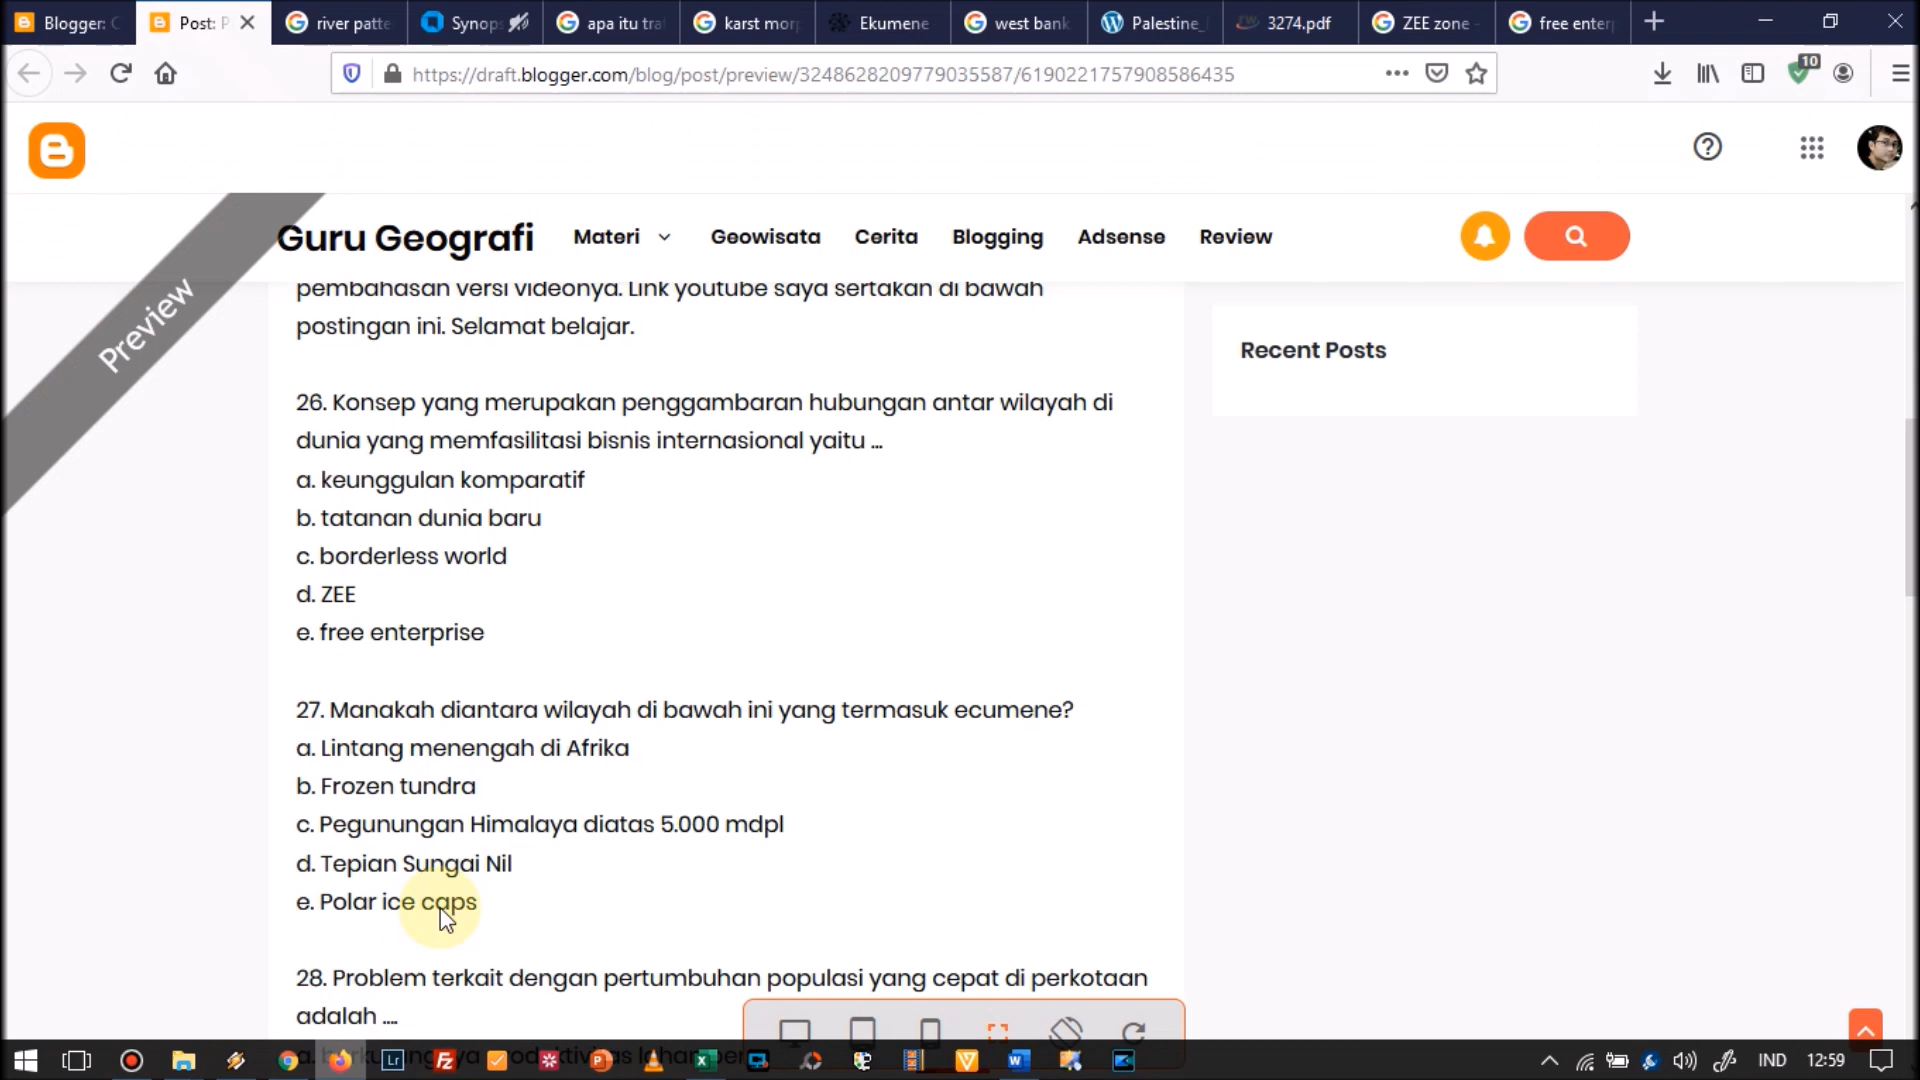 Blogger: C
Post: P
river patte
Synops
apa itu tra
karst mor
Ekumene
west bank
Palestine_
3274.pdf
ZEE zone -
free enter
https://draft.blogger.com/blog/post/preview/3248628209779035587/6190221757908586435
10
Preview
Guru Geografi
Materi
Geowisata
Cerita
Blogging
Adsense
Review
pembahasan versi videonya. Link youtube saya sertakan di bawah
postingan ini. Selamat belajar.
Recent Posts
26. Konsep yang merupakan penggambaran hubungan antar wilayah di
dunia yang memfasilitasi bisnis internasional yaitu ...
a. keunggulan komparatif
b. tatanan dunia baru
c. borderless world
d. ZEE
e. free enterprise
27. Manakah diantara wilayah di bawah ini yang termasuk ecumene?
a. Lintang menengah di Afrika
b. Frozen tundra
c. Pegunungan Himalaya diatas 5.000 mdpl
d. Tepian Sungai Nil
e. Polar ice caps
28. Problem terkait dengan pertumbuhan populasi yang cepat di perkotaan
adalah ....
IND
12:59